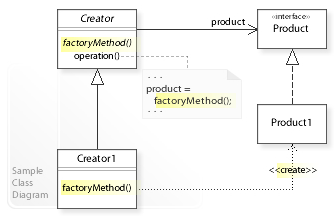 Creator
factoryMethod()
operation()
product
«interface»
Product
. . .
product =
factoryMethod();
. . .
Product1
Creator1
factoryMethod()
<<create>>
Sample
Class
Diagram